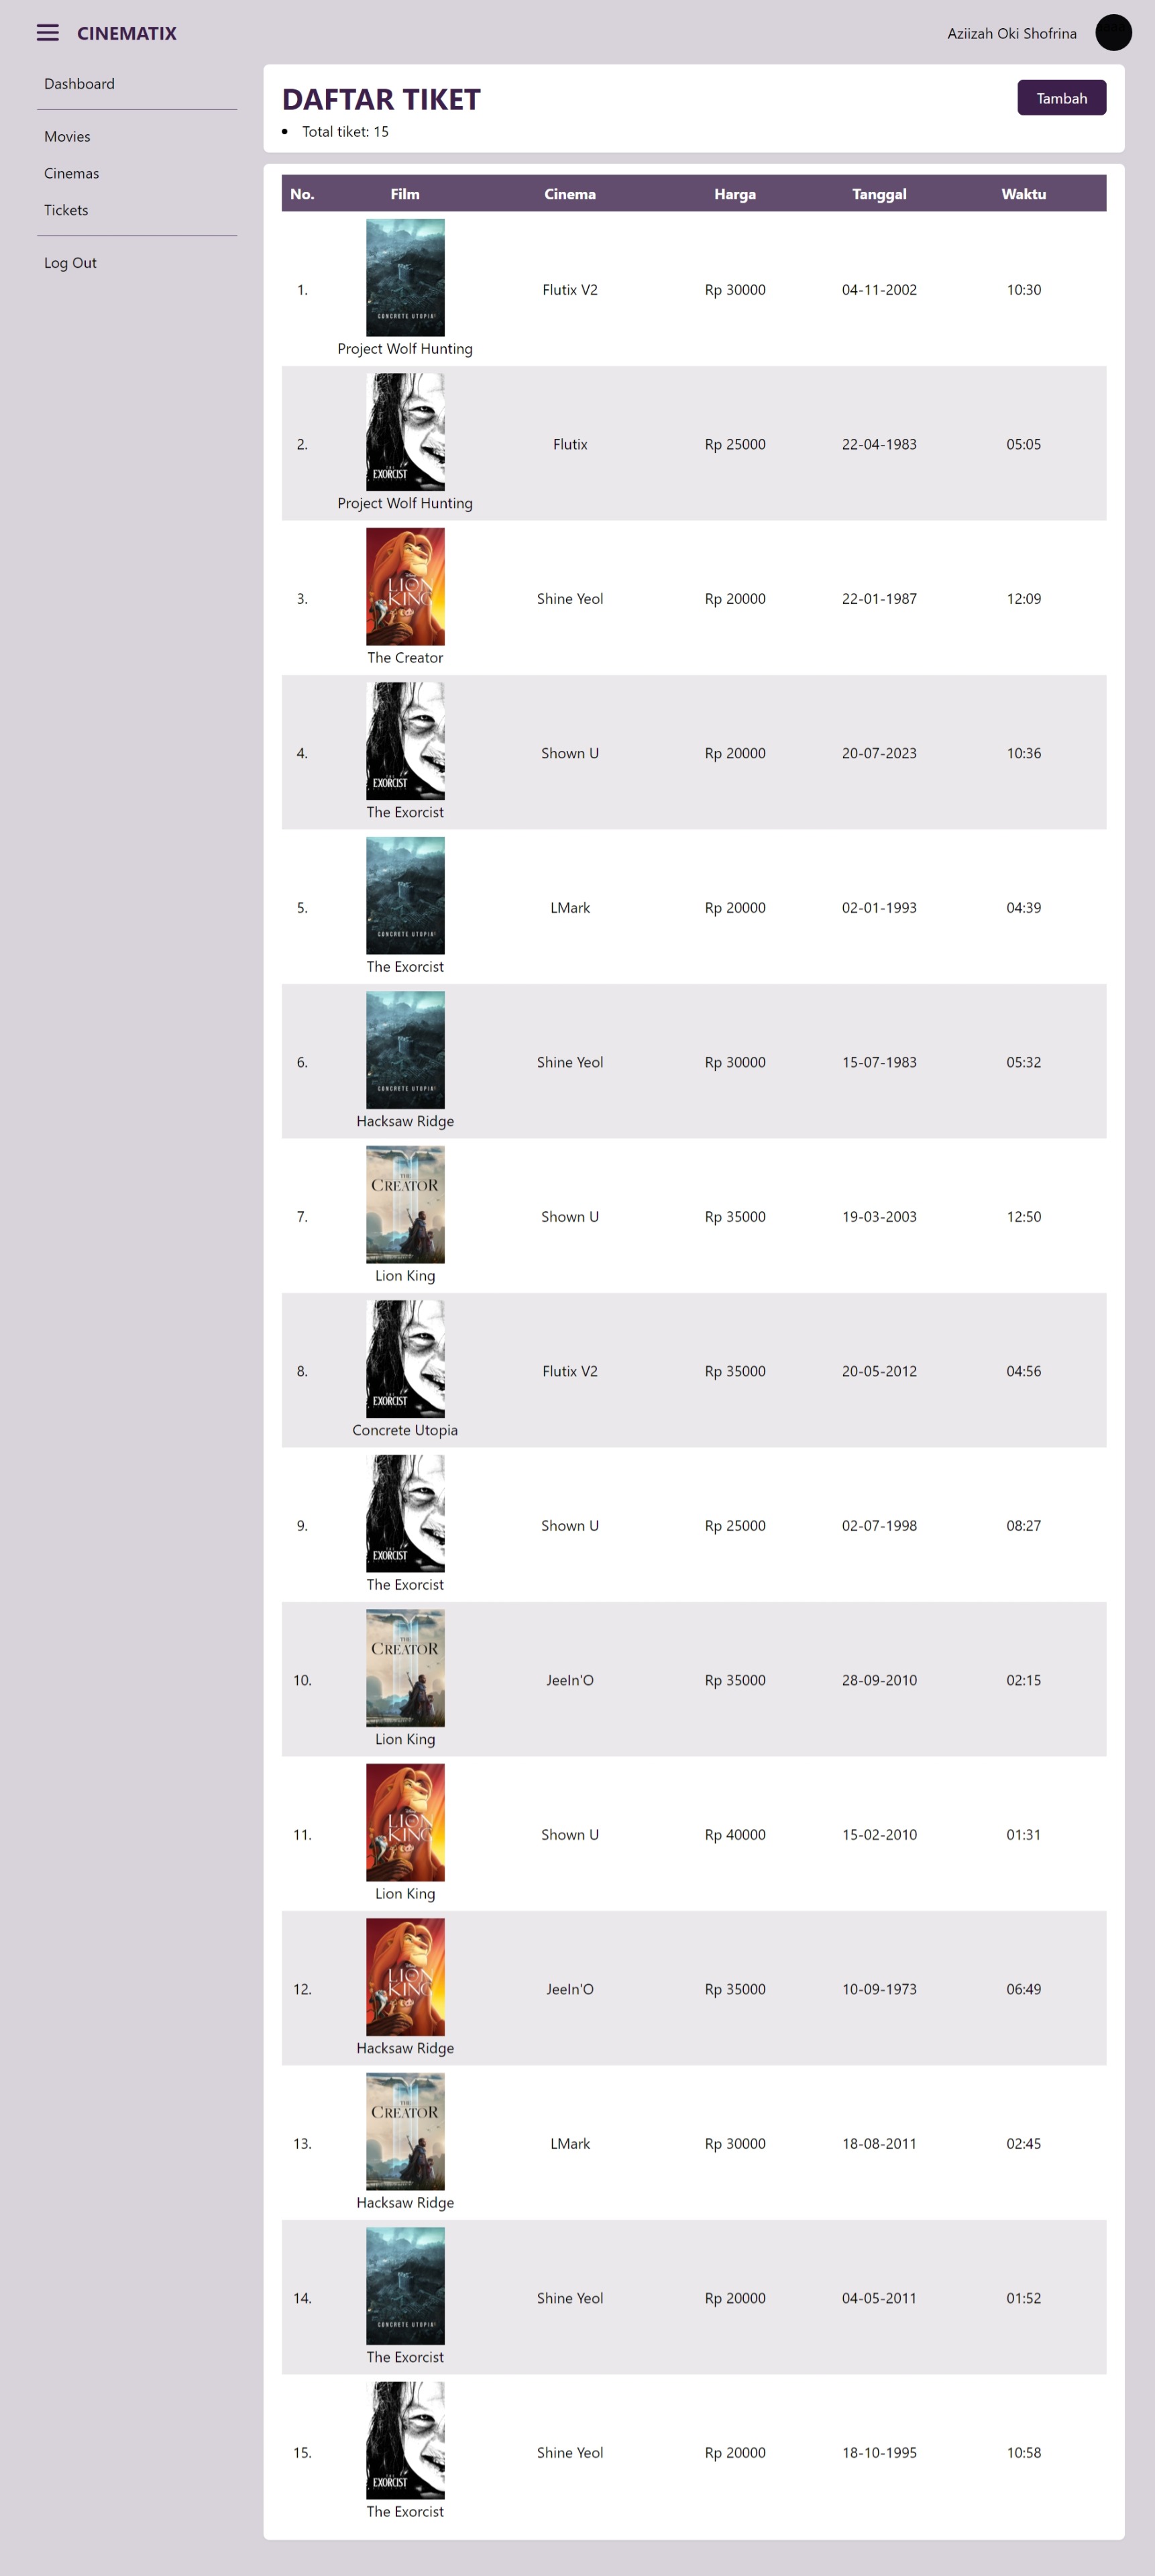 CINEMATIX
Aziizah Oki Shofrina
Dashboard
Movies
Cinemas
Tickets
Log Out
DAFTAR TIKET
Tambah
• Total tiket: 15
No. Film Cinema Harga Tanggal Waktu
CONCRETE UTOPIA
1. Flutix V2 Rp 30000 04-11-2002 10:30
Project Wolf Hunting
THE EXORCIST
2. Flutix Rp 25000 22-04-1983 05:05
Project Wolf Hunting
LION KING
3. Shine Yeol Rp 20000 22-01-1987 12:09
The Creator
THE EXORCIST
4. Shown U Rp 20000 20-07-2023 10:36
The Exorcist
CONCRETE UTOPIA
5. LMark Rp 20000 02-01-1993 04:39
The Exorcist
CONCRETE UTOPIA
6. Shine Yeol Rp 30000 15-07-1983 05:32
Hacksaw Ridge
THE CREATOR
7. Shown U Rp 35000 19-03-2003 12:50
Lion King
THE EXORCIST
8. Flutix V2 Rp 35000 20-05-2012 04:56
Concrete Utopia
THE EXORCIST
9. Shown U Rp 25000 02-07-1998 08:27
The Exorcist
THE CREATOR
10. JeeIn'O Rp 35000 28-09-2010 02:15
Lion King
LION KING
11. Shown U Rp 40000 15-02-2010 01:31
Lion King
LION KING
12. JeeIn'O Rp 35000 10-09-1973 06:49
Hacksaw Ridge
THE CREATOR
13. LMark Rp 30000 18-08-2011 02:45
Hacksaw Ridge
CONCRETE UTOPIA
14. Shine Yeol Rp 20000 04-05-2011 01:52
The Exorcist
THE EXORCIST
15. Shine Yeol Rp 20000 18-10-1995 10:58
The Exorcist